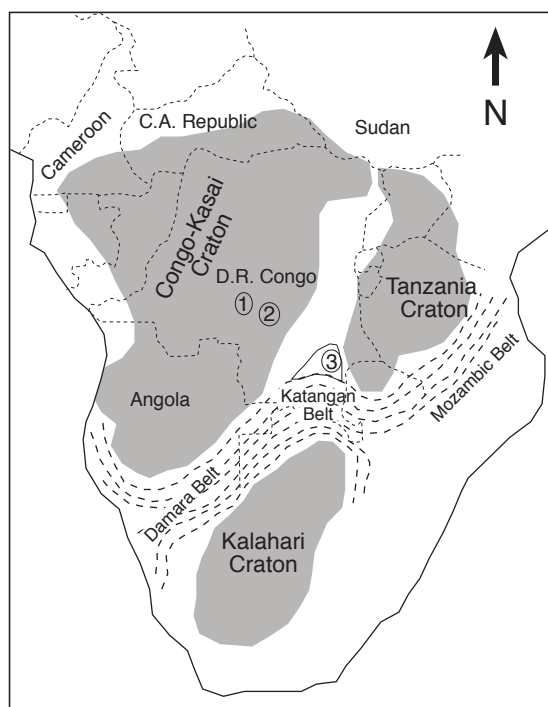 N
C.A. Republic
Sudan
Cameroon
Congo-Kasai
Craton
D.R. Congo
1
2
Tanzania
Craton
3
Angola
Katangan
Belt
Mozambic Belt
Damara Belt
Kalahari
Craton